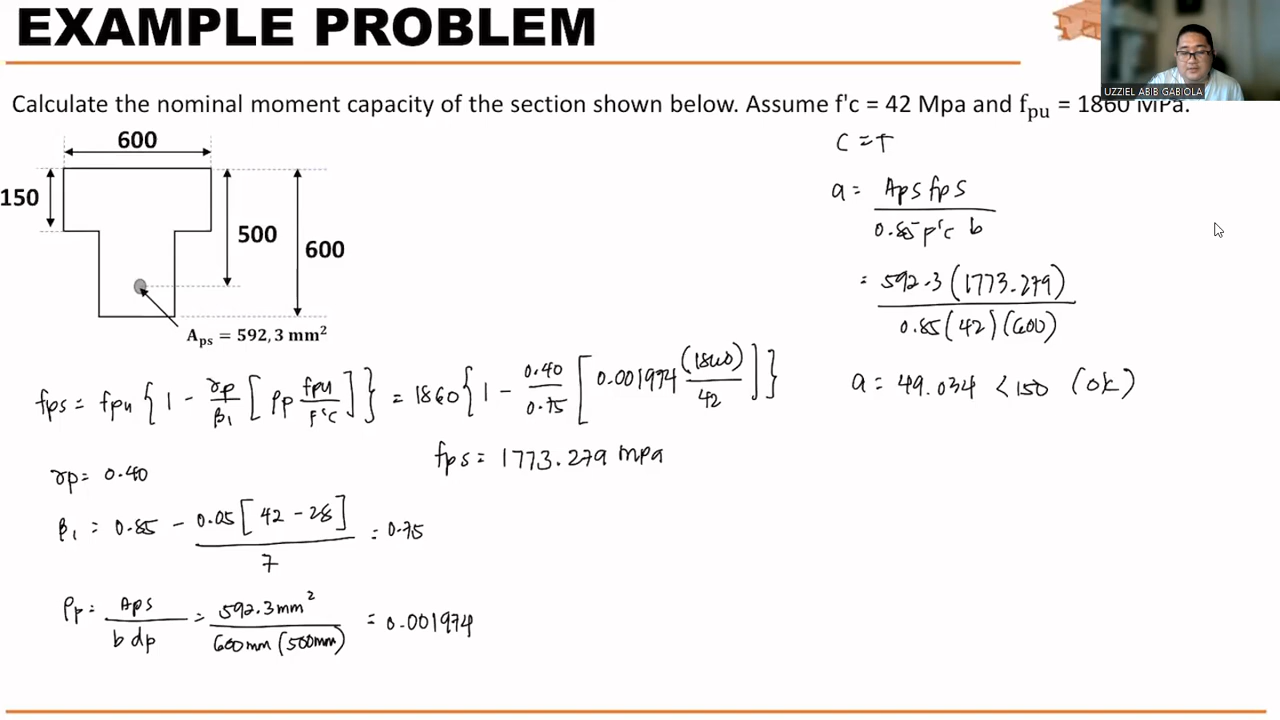 EXAMPLE PROBLEM
UZZIEL ABIB GABIOLA
Calculate the nominal moment capacity of the section shown below. Assume f'c = 42 Mpa and fpu = 1860 MPa.
600
150
500
600
Aps = 592,3 mm²
fps = fpu { 1 - γp/β1 [ ρp fpu/f'c ] } = 1860 { 1 - 0.40/0.75 [ 0.001974 (1860)/42 ] }
fps = 1773.279 mpa
γp = 0.40
β1 = 0.85 - 0.05 [ 42 - 28 ] / 7 = 0.75
ρp = Aps / b dp = 592.3 mm² / 600mm (500mm) = 0.001974
C = T
a = Aps fps / 0.85 f'c b
= 592.3 (1773.279) / 0.85 (42) (600)
a = 49.034 < 150 (ok)